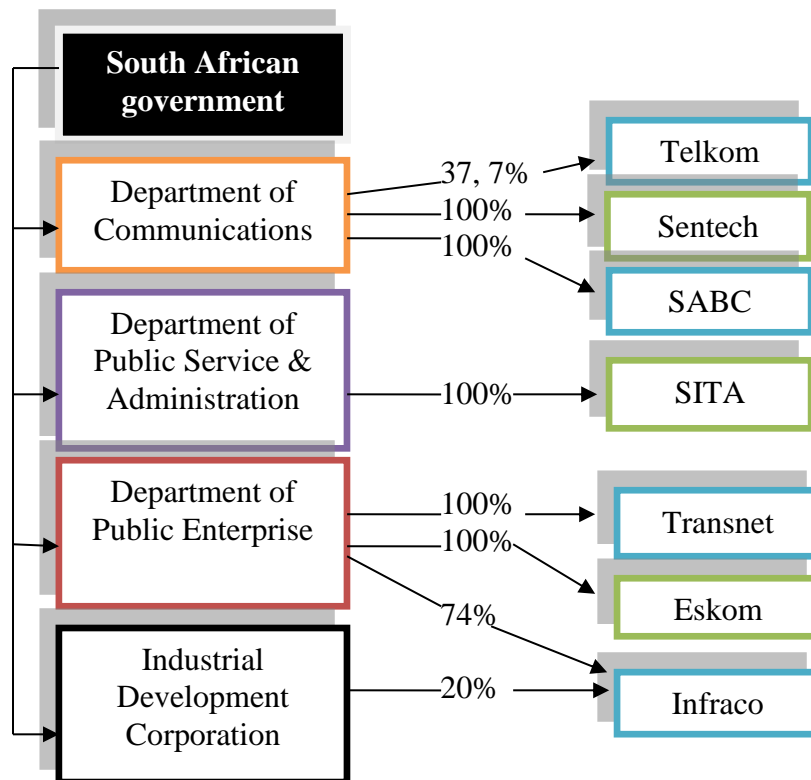 South African
government
Department of
Communications
37, 7%
100%
100%
Telkom
Sentech
SABC
Department of
Public Service &
Administration
100%
SITA
Department of
Public Enterprise
100%
100%
74%
Transnet
Eskom
Industrial
Development
Corporation
20%
Infraco